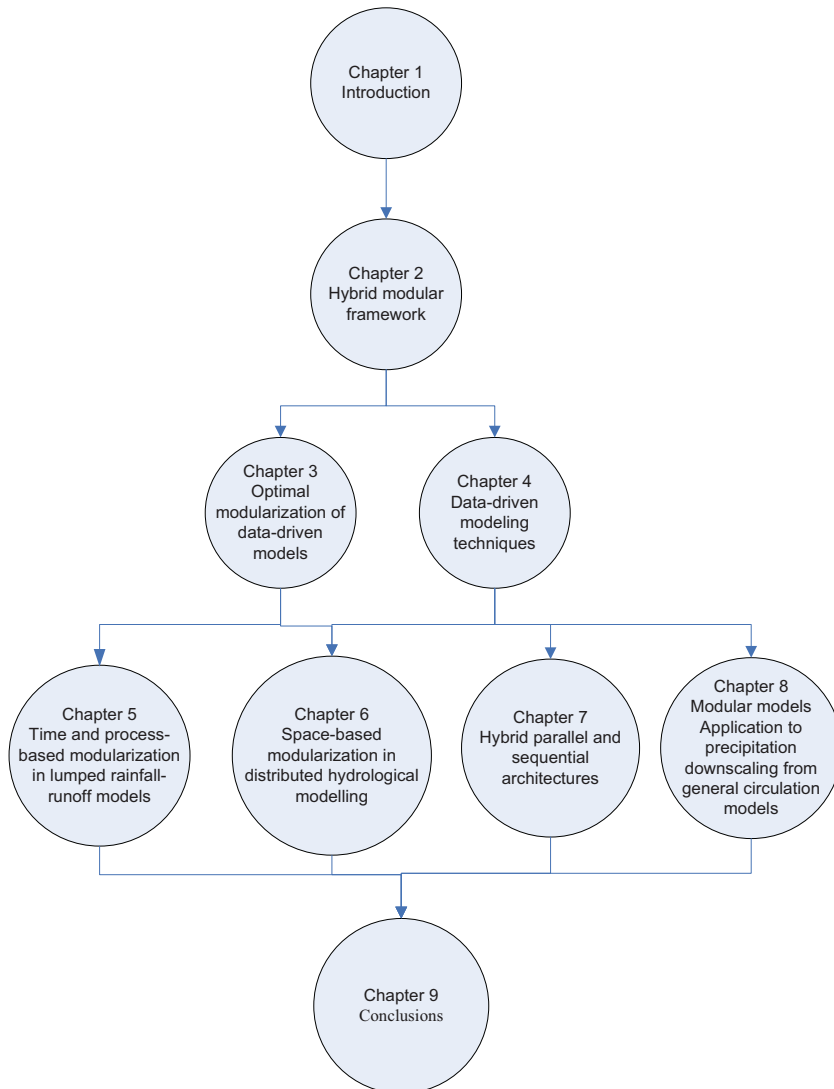 Chapter 1
Introduction
Chapter 2
Hybrid modular
framework
Chapter 3
Optimal
modularization of
data-driven
models
Chapter 4
Data-driven
modeling
techniques
Chapter 5
Time and process-
based modularization
in lumped rainfall-
runoff models
Chapter 6
Space-based
modularization in
distributed hydrological
modelling
Chapter 7
Hybrid parallel and
sequential
architectures
Chapter 8
Modular models
Application to
precipitation
downscaling from
general circulation
models
Chapter 9
Conclusions